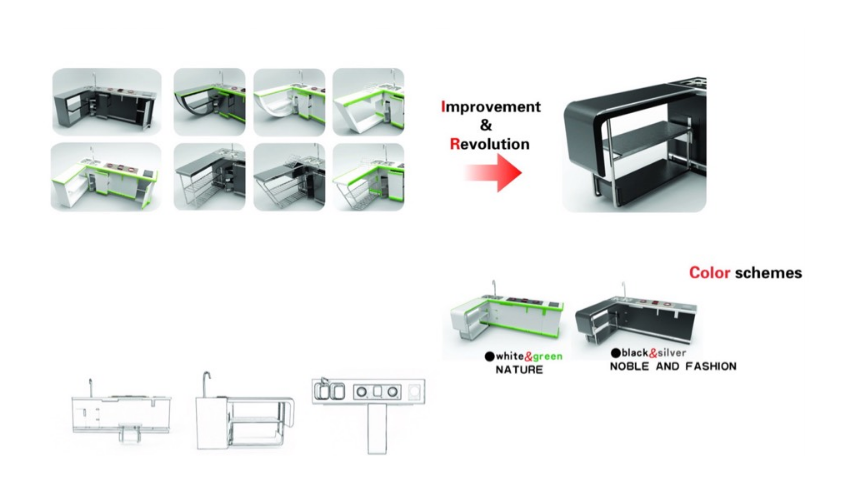 Improvement
&
Revolution
Color schemes
●white&green
NATURE
●black&silver
NOBLE AND FASHION